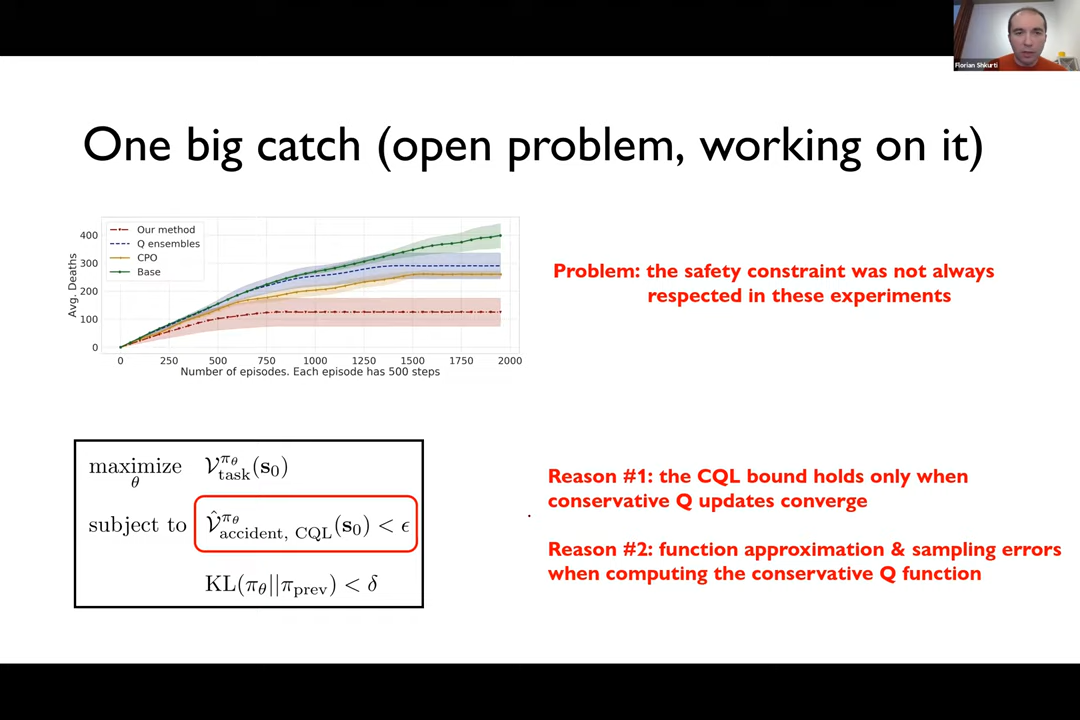 Florian Shkurti
One big catch (open problem, working on it)
Our method
Q ensembles
CPO
Base
Avg. Deaths
400
300
200
100
0
0 250 500 750 1000 1250 1500 1750 2000
Number of episodes. Each episode has 500 steps
Problem: the safety constraint was not always
respected in these experiments
maximize V^{π_θ}_{task}(s_0)
θ
subject to V̂^{π_θ}_{accident, CQL}(s_0) < ϵ
KL(π_θ||π_{prev}) < δ
Reason #1: the CQL bound holds only when
conservative Q updates converge
Reason #2: function approximation & sampling errors
when computing the conservative Q function